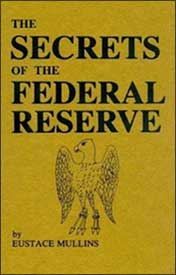 THE
SECRETS
OF THE
FEDERAL
RESERVE
by
EUSTACE MULLINS